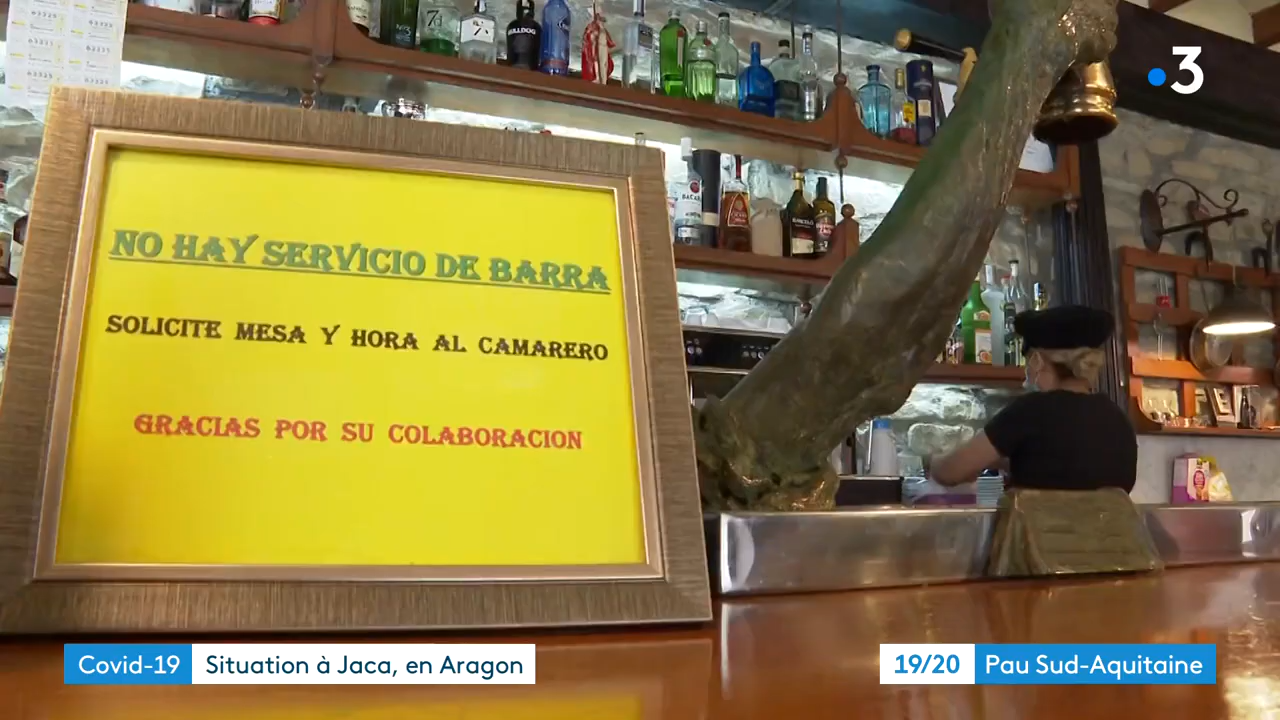 3
BULLDOG
NO HAY SERVICIO DE BARRA
SOLICITE MESA Y HORA AL CAMARERO
GRACIAS POR SU COLABORACION
Covid-19
Situation à Jaca, en Aragon
19/20
Pau Sud-Aquitaine